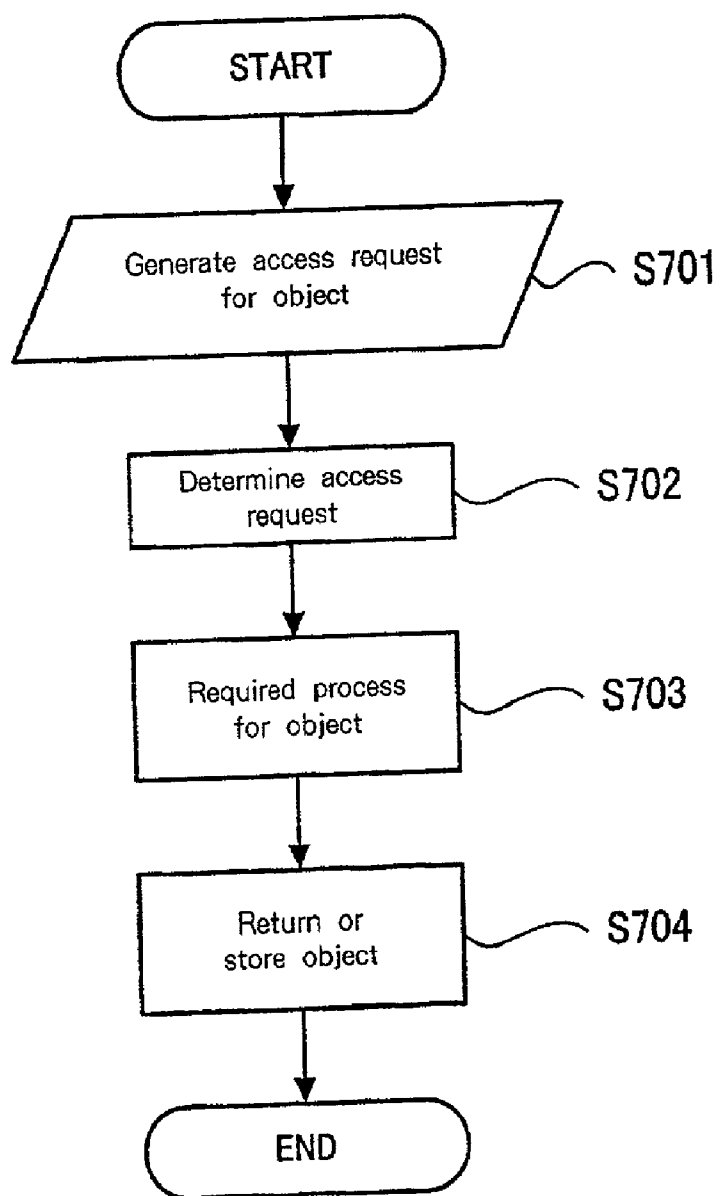 START
Generate access request
for object
S701
Determine access
request
S702
Required process
for object
S703
Return or
store object
S704
END